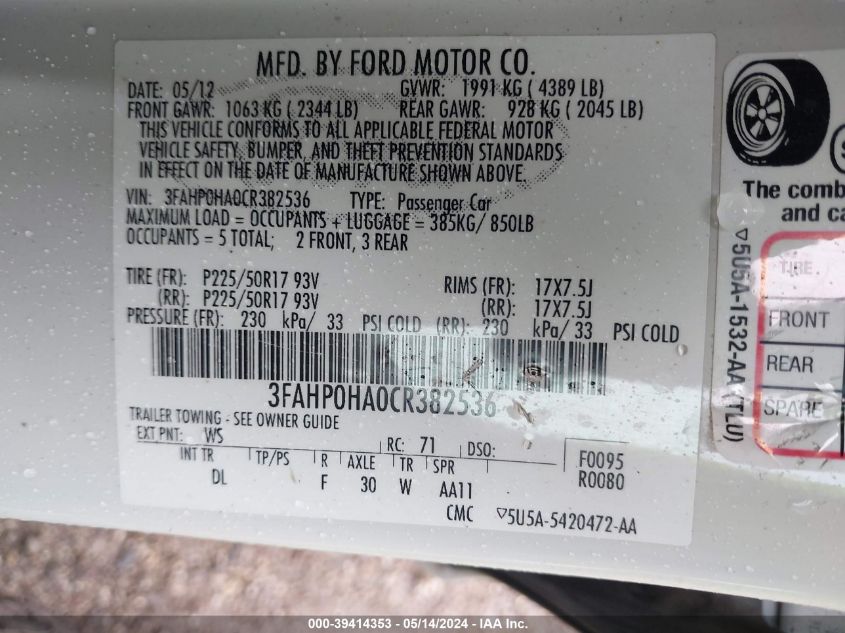 MFD. BY FORD MOTOR CO.
DATE: 05/12 GVWR: 1991 KG ( 4389 LB)
FRONT GAWR: 1063 KG ( 2344 LB) REAR GAWR: 928 KG ( 2045 LB)
THIS VEHICLE CONFORMS TO ALL APPLICABLE FEDERAL MOTOR
VEHICLE SAFETY, BUMPER, AND THEFT PREVENTION STANDARDS
IN EFFECT ON THE DATE OF MANUFACTURE SHOWN ABOVE.
VIN: 3FAHP0HA0CR382536 TYPE: Passenger Car
MAXIMUM LOAD = OCCUPANTS + LUGGAGE = 385KG/ 850LB
OCCUPANTS = 5 TOTAL; 2 FRONT, 3 REAR
TIRE (FR): P225/50R17 93V RIMS (FR): 17X7.5J
(RR): P225/50R17 93V (RR): 17X7.5J
PRESSURE (FR): 230 kPa/ 33 PSI COLD (RR): 230 kPa/ 33 PSI COLD
3FAHP0HA0CR382536
TRAILER TOWING - SEE OWNER GUIDE
EXT PNT: WS RC: 71 DSO:
INT TR TP/PS R AXLE TR SPR
DL F 30 W AA11
F0095
R0080
CMC ▽5U5A-5420472-AA
The comb
and ca
▽5U5A-1532-AA (TLU)
TIRE
FRONT
REAR
SPARE
000-39414353 - 05/14/2024 - IAA Inc.